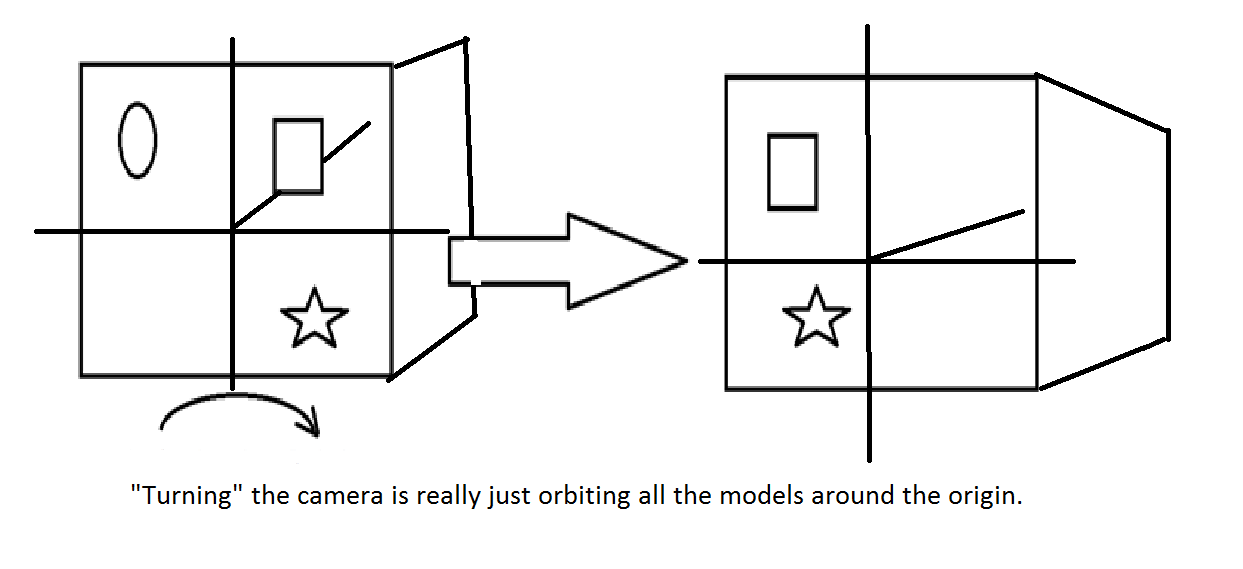 "Turning" the camera is really just orbiting all the models around the origin.